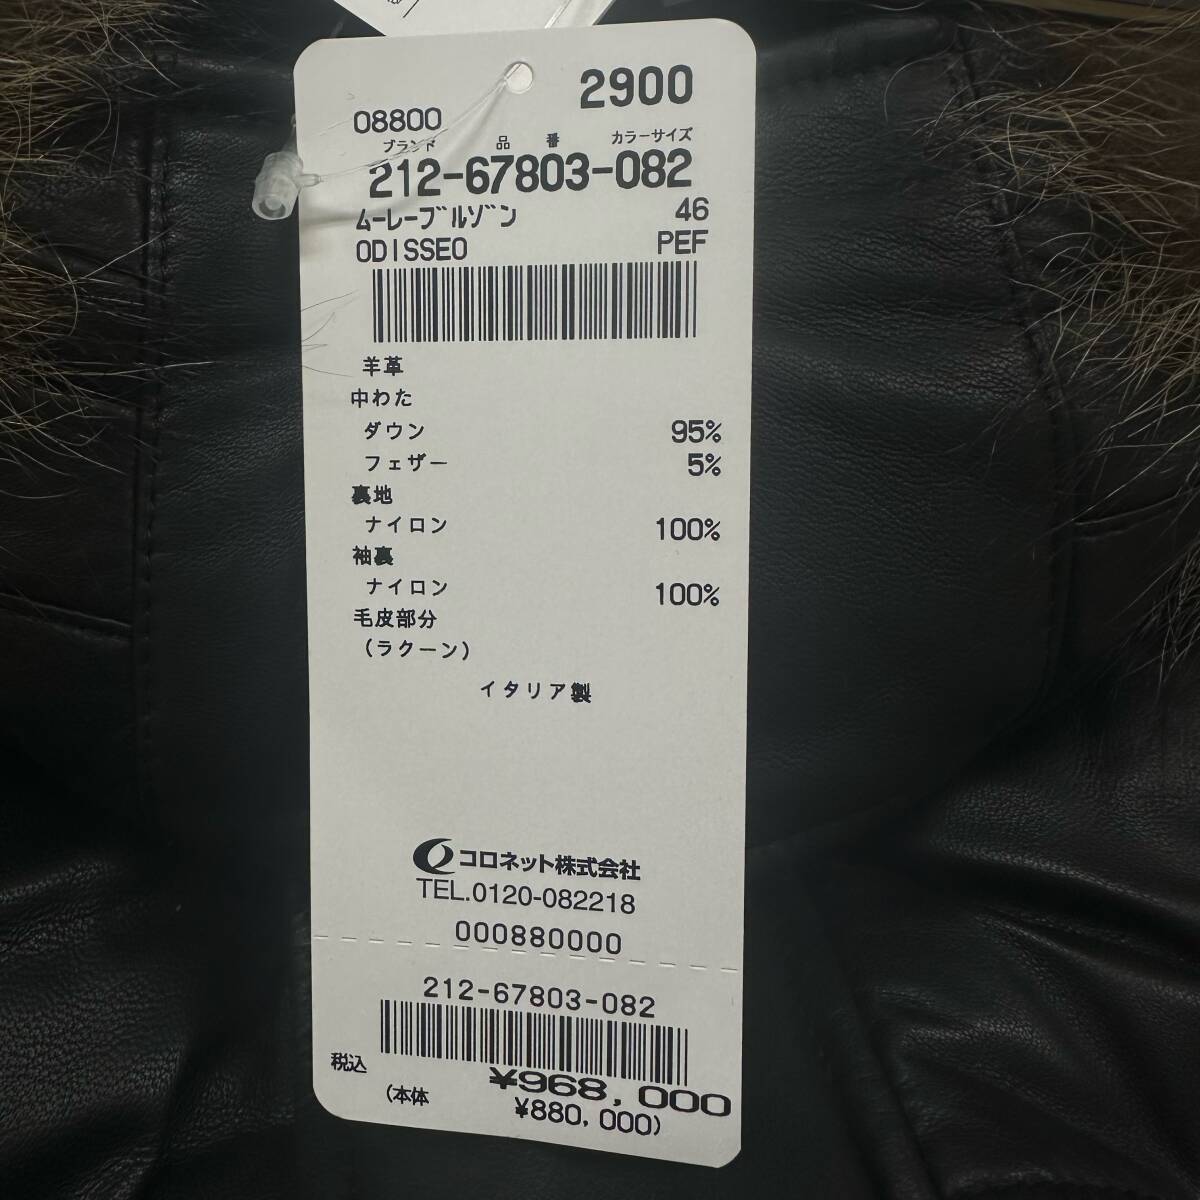 2900
08800
ブランド 品番 カラーサイズ
212-67803-082
ムーレーブルゾン 46
ODISSEO PEF
羊革
中わた
ダウン 95%
フェザー 5%
裏地
ナイロン 100%
袖裏
ナイロン 100%
毛皮部分
(ラクーン)
イタリア製
コロネット株式会社
TEL.0120-082218
000880000
212-67803-082
税込 ¥968,000
(本体 ¥880,000)